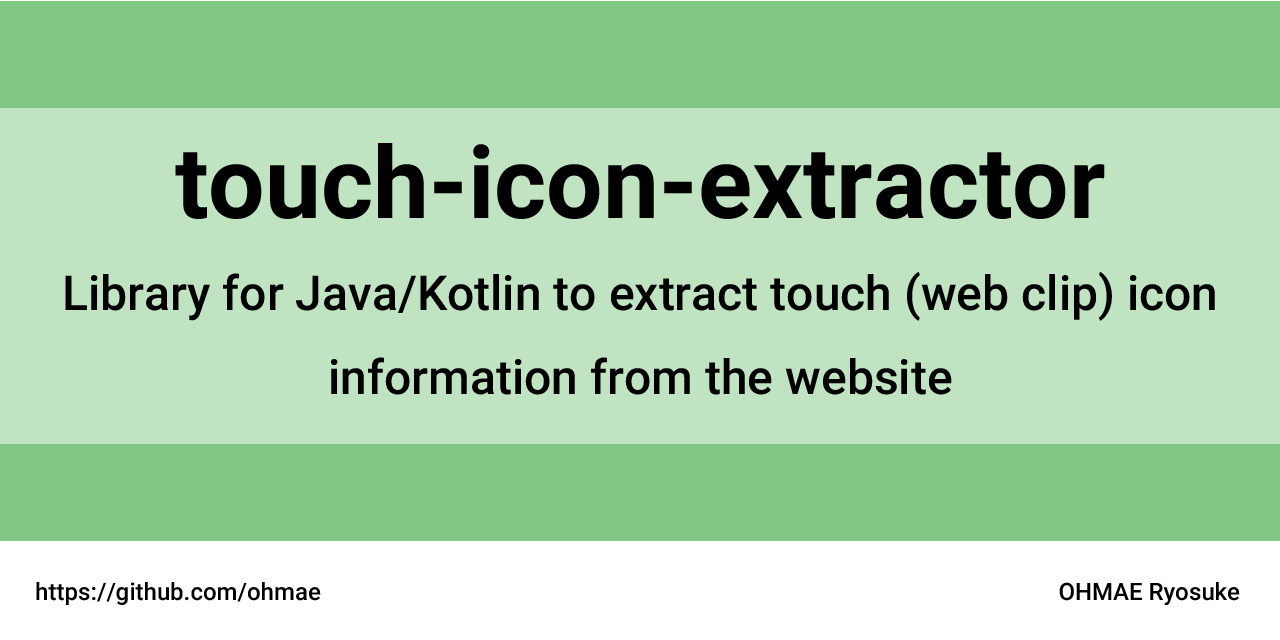 touch-icon-extractor
Library for Java/Kotlin to extract touch (web clip) icon
information from the website
https://github.com/ohmae
OHMAE Ryosuke